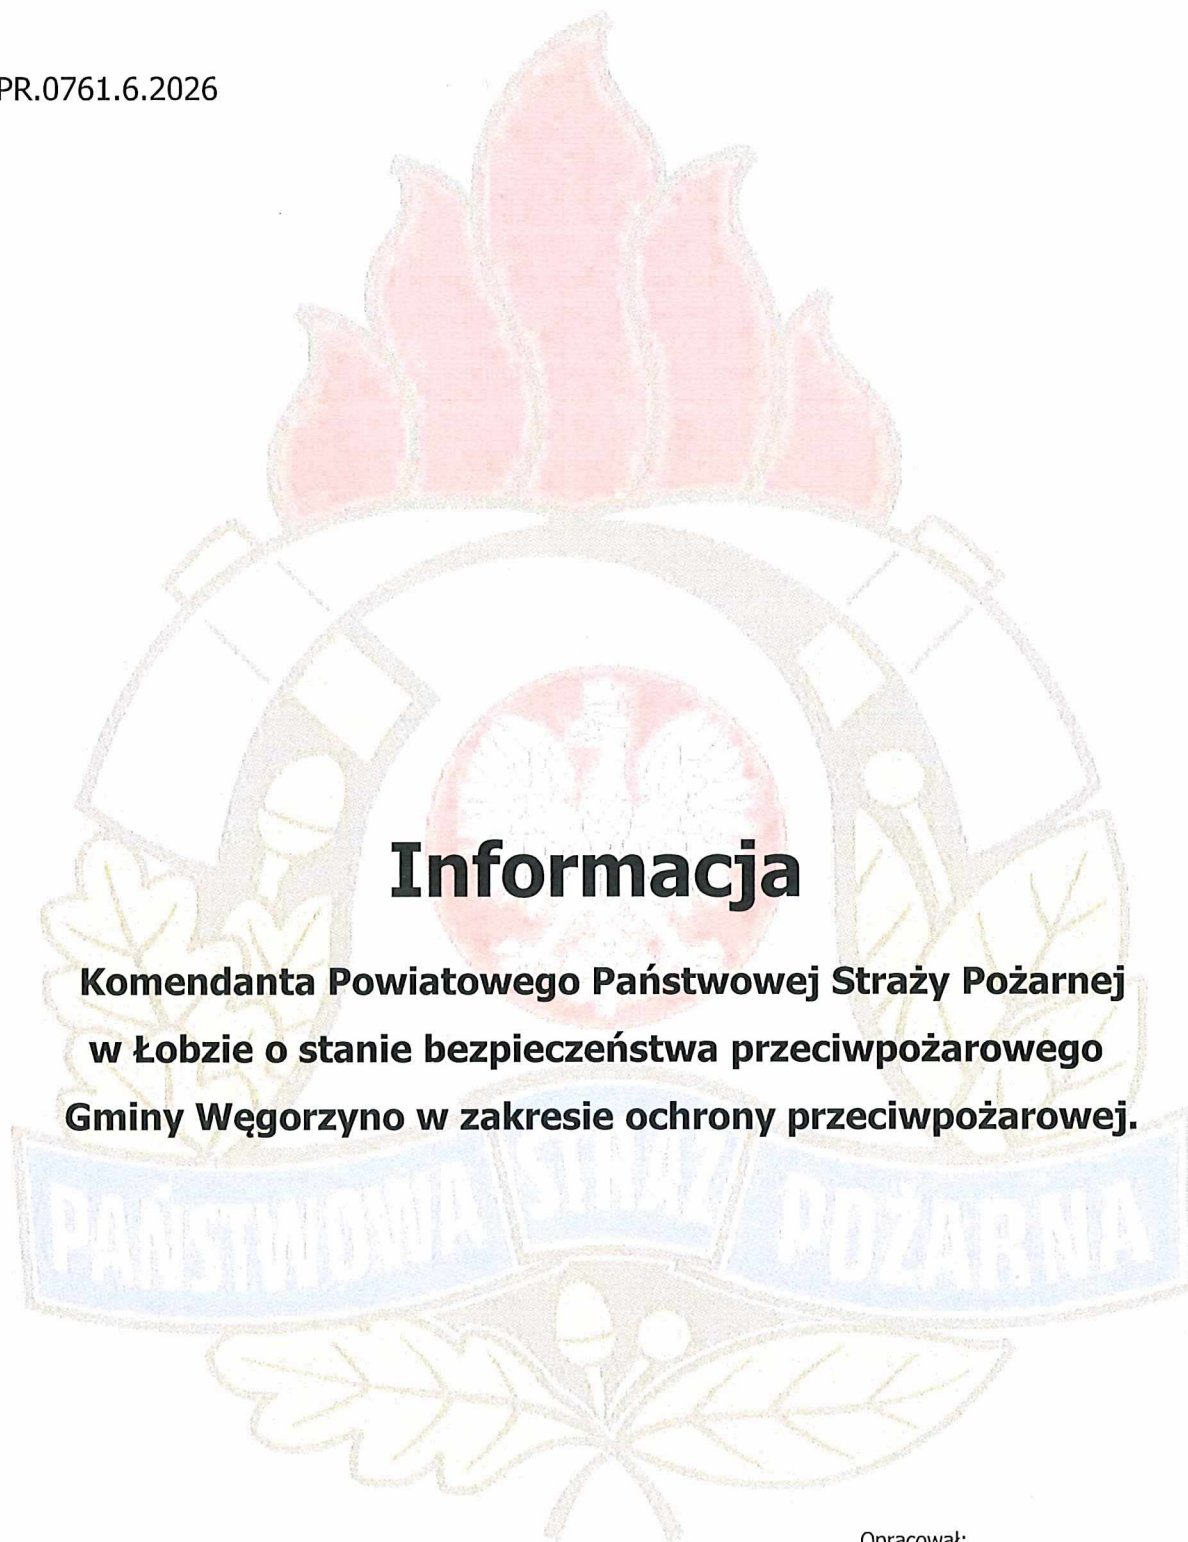 PR.0761.6.2026
Informacja
Komendanta Powiatowego Państwowej Straży Pożarnej
w Łobzie o stanie bezpieczeństwa przeciwpożarowego
Gminy Węgorzyno w zakresie ochrony przeciwpożarowej.
PAŃSTWOWA STRAŻ POŻARNA
Opracował: